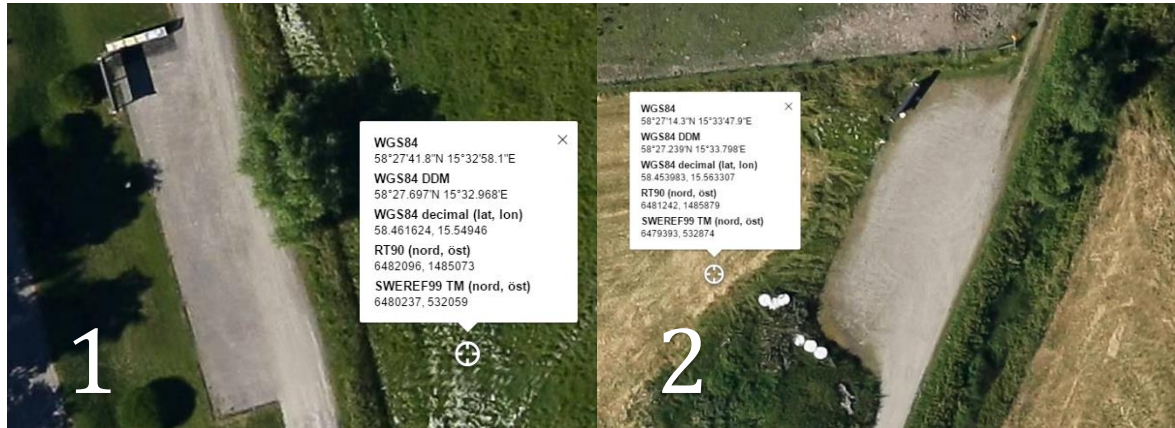 WGS84
58°27'41.8"N 15°32'58.1"E
WGS84 DDM
58°27.697'N 15°32.968'E
WGS84 decimal (lat, lon)
58.461624, 15.54946
RT90 (nord, öst)
6482096, 1485073
SWEREF99 TM (nord, öst)
6480237, 532059
1
WGS84
58°27'14.3"N 15°33'47.9"E
WGS84 DDM
58°27.239'N 15°33.798'E
WGS84 decimal (lat, lon)
58.453983, 15.563307
RT90 (nord, öst)
6481242, 1485879
SWEREF99 TM (nord, öst)
6479393, 532874
2